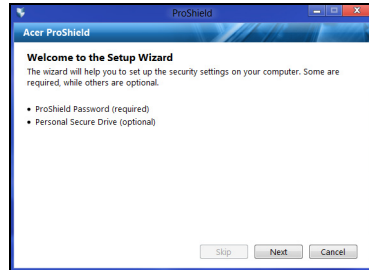 ProShield
Acer ProShield
Welcome to the Setup Wizard
The wizard will help you to set up the security settings on your computer. Some are
required, while others are optional.
• ProShield Password (required)
• Personal Secure Drive (optional)
Skip Next Cancel